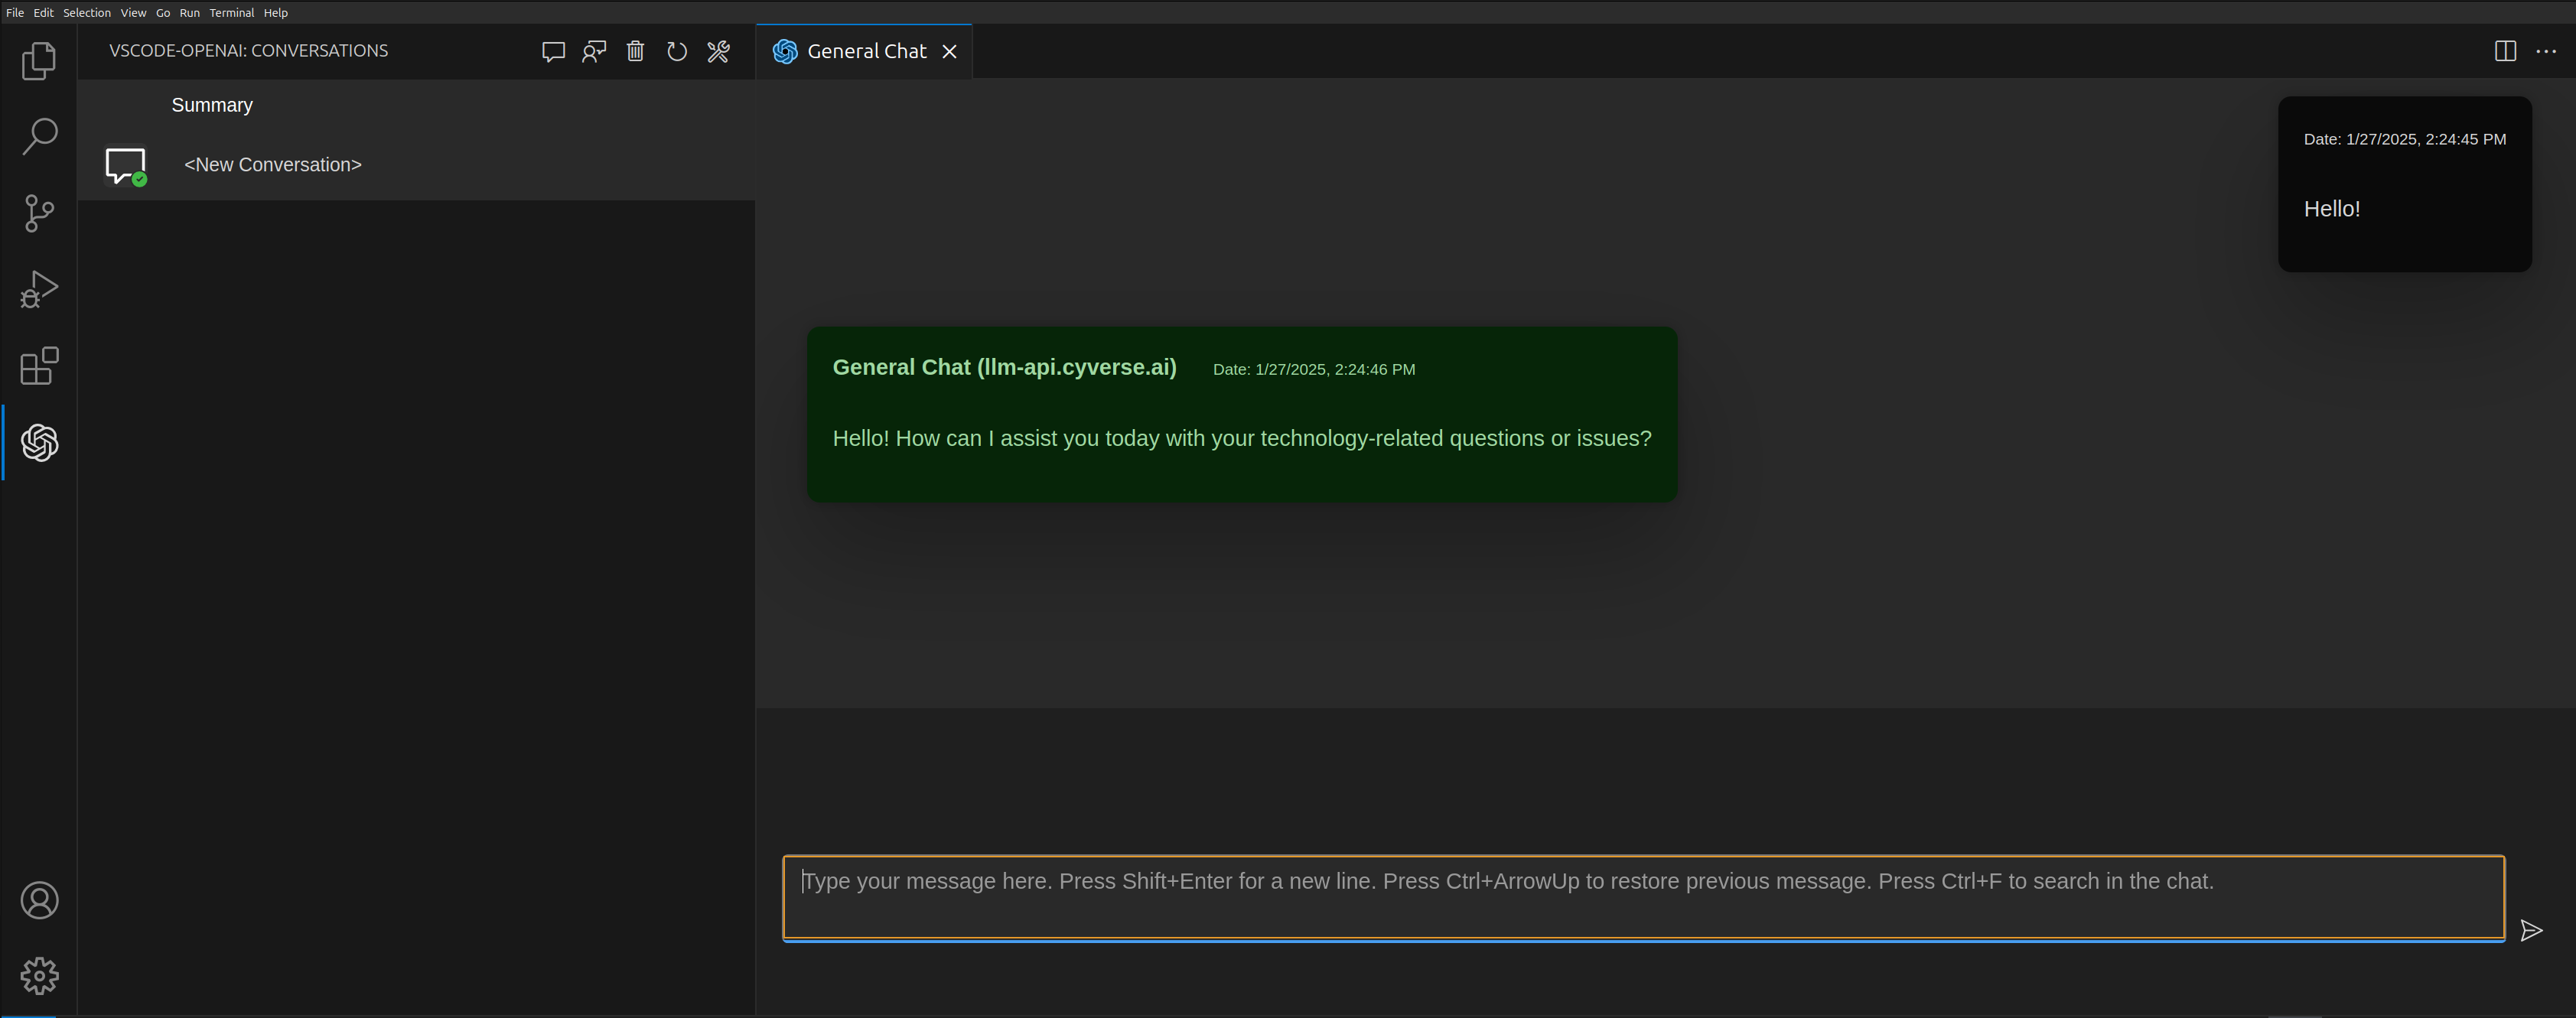 File Edit Selection View Go Run Terminal Help
VSCODE-OPENAI: CONVERSATIONS
General Chat
Summary
<New Conversation>
Date: 1/27/2025, 2:24:45 PM
Hello!
General Chat (llm-api.cyverse.ai) Date: 1/27/2025, 2:24:46 PM
Hello! How can I assist you today with your technology-related questions or issues?
Type your message here. Press Shift+Enter for a new line. Press Ctrl+ArrowUp to restore previous message. Press Ctrl+F to search in the chat.